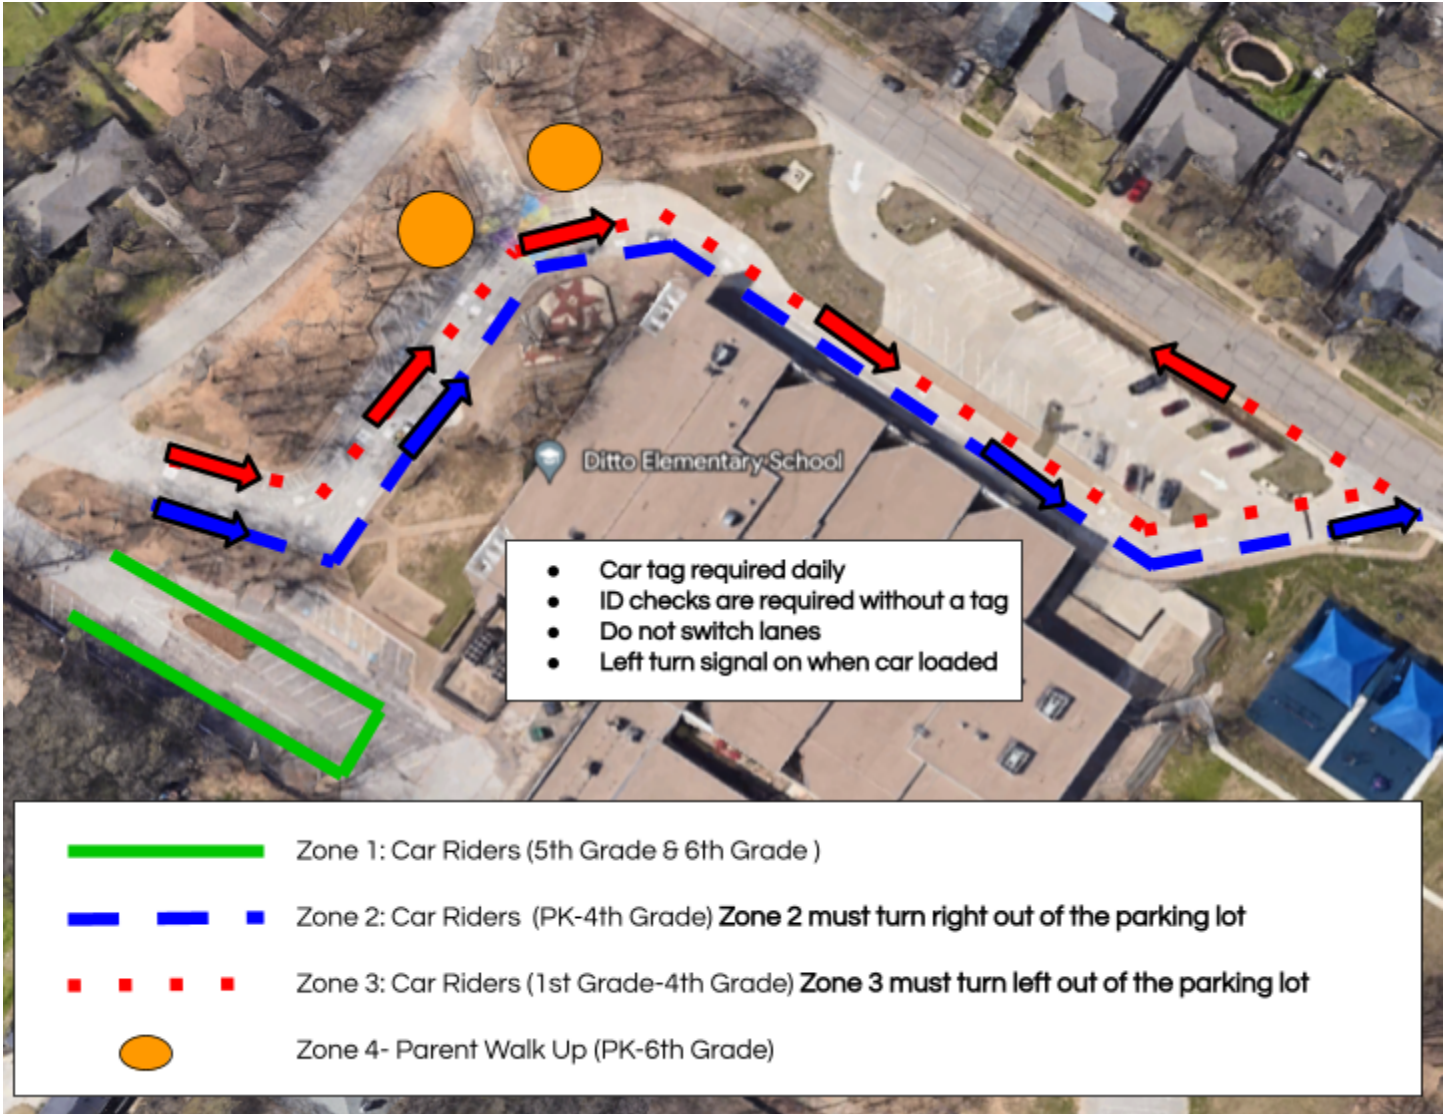 Ditto Elementary School
● Car tag required daily
● ID checks are required without a tag
● Do not switch lanes
● Left turn signal on when car loaded
Zone 1: Car Riders (5th Grade & 6th Grade )
Zone 2: Car Riders (PK-4th Grade) Zone 2 must turn right out of the parking lot
Zone 3: Car Riders (1st Grade-4th Grade) Zone 3 must turn left out of the parking lot
Zone 4- Parent Walk Up (PK-6th Grade)